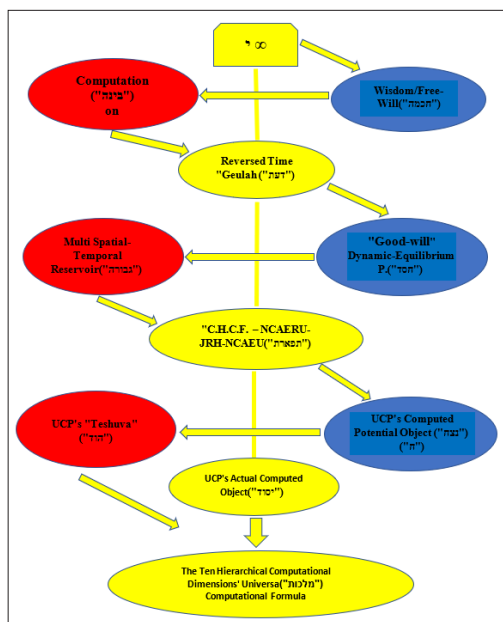 י ∞
Computation
("בינה")
on
Wisdom/Free-
Will("חכמה")
Reversed Time
"Geulah ("דעת")
Multi Spatial-
Temporal
Reservoir("גבורה")
"Good-will"
Dynamic-Equilibrium
P.("חסד")
"C.H.C.F. – NCAERU-
JRH-NCAEU("תפארת")
UCP's "Teshuva"
("הוד")
UCP's Computed
Potential Object ("נצח")
("ח")
UCP's Actual Computed
Object("יסוד")
The Ten Hierarchical Computational
Dimensions' Universa("מלכות")
Computational Formula